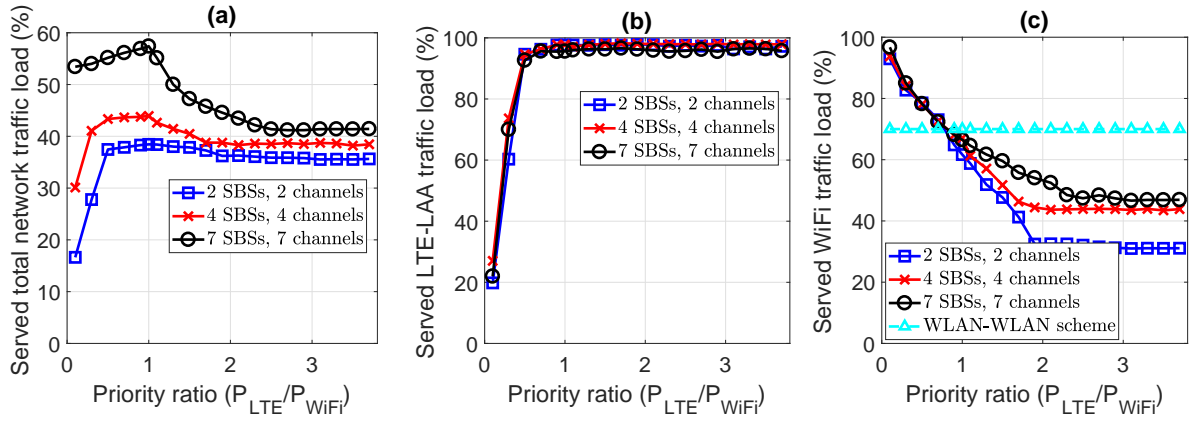 (a)
Served total network traffic load (%)
60
50
40
30
20
10
0
0
1
2
3
2 SBSs, 2 channels
4 SBSs, 4 channels
7 SBSs, 7 channels
Priority ratio (P_LTE/P_WiFi)
(b)
Served LTE-LAA traffic load (%)
100
80
60
40
20
0
0
1
2
3
2 SBSs, 2 channels
4 SBSs, 4 channels
7 SBSs, 7 channels
Priority ratio (P_LTE/P_WiFi)
(c)
Served WiFi traffic load (%)
100
80
60
40
20
0
0
1
2
3
2 SBSs, 2 channels
4 SBSs, 4 channels
7 SBSs, 7 channels
WLAN-WLAN scheme
Priority ratio (P_LTE/P_WiFi)